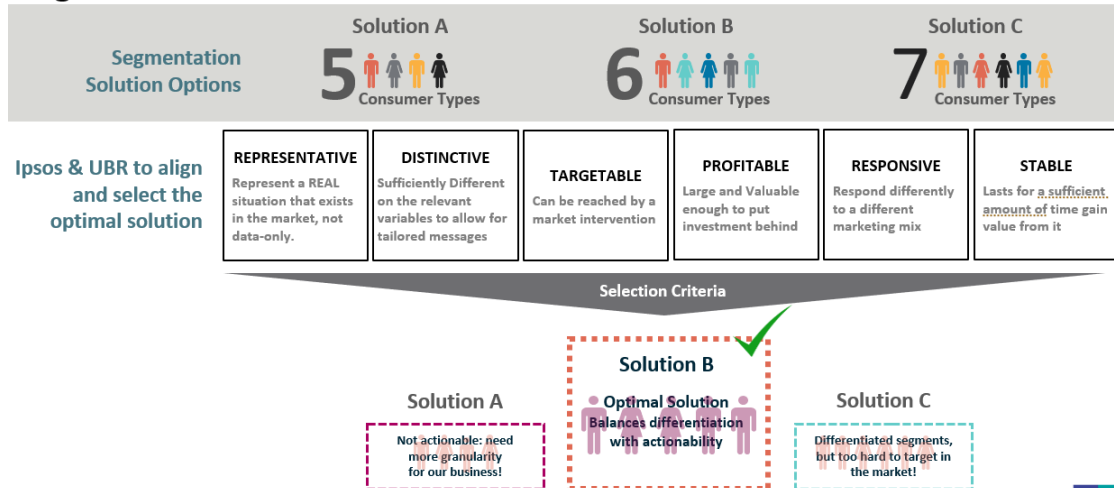 Solution A
Solution B
Solution C
Segmentation
Solution Options
5
Consumer Types
6
Consumer Types
7
Consumer Types
Ipsos & UBR to align
and select the
optimal solution
REPRESENTATIVE
Represent a REAL
situation that exists
in the market, not
data-only.
DISTINCTIVE
Sufficiently Different
on the relevant
variables to allow for
tailored messages
TARGETABLE
Can be reached by a
market intervention
PROFITABLE
Large and Valuable
enough to put
investment behind
RESPONSIVE
Respond differently
to a different
marketing mix
STABLE
Lasts for a sufficient
amount of time gain
value from it
Selection Criteria
Solution A
Not actionable: need
more granularity
for our business!
Solution B
Optimal Solution
Balances differentiation
with actionability
Solution C
Differentiated segments,
but too hard to target in
the market!